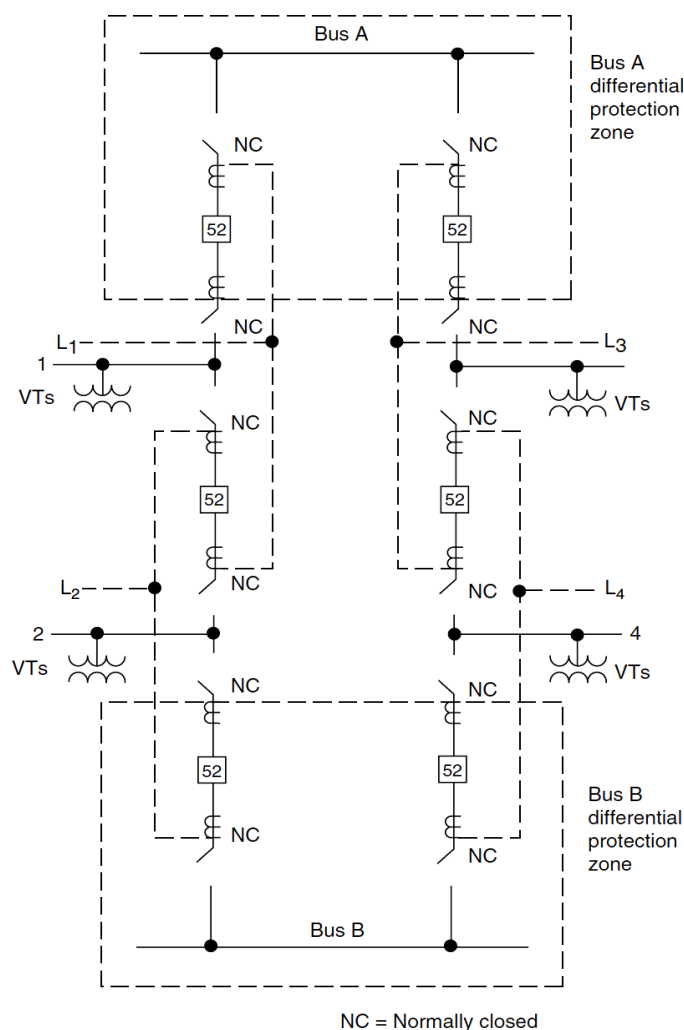 Bus A
Bus A
differential
protection
zone
NC
NC
52
52
NC
NC
L1
L3
1
VTs
VTs
NC
NC
52
52
NC
NC
L2
L4
2
4
VTs
VTs
NC
NC
52
52
Bus B
differential
protection
zone
NC
NC
Bus B
NC = Normally closed